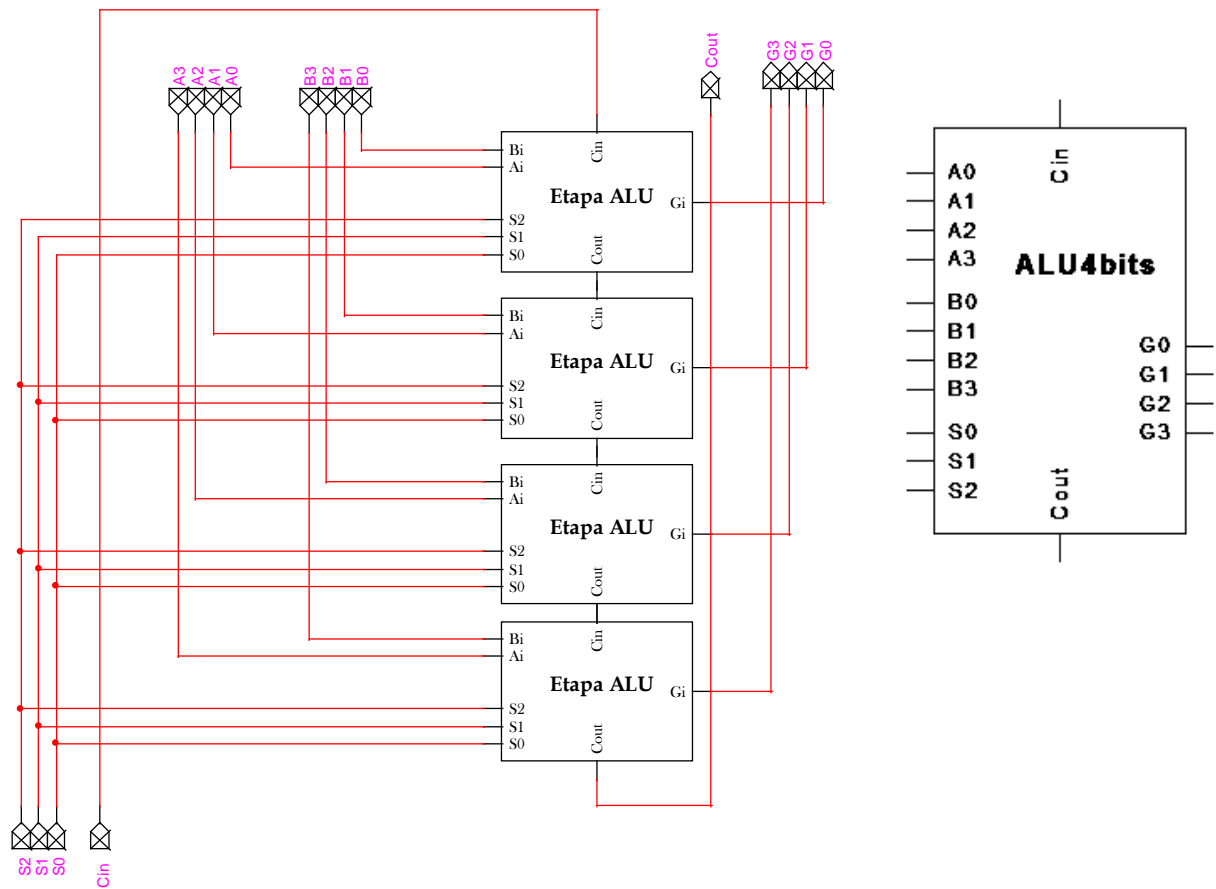 A3
A2
A1
A0
B3
B2
B1
B0
Cout
G3
G2
G1
G0
Bi
Ai
S2
S1
S0
Cin
Etapa ALU
Gi
Cout
Bi
Ai
S2
S1
S0
Cin
Etapa ALU
Gi
Cout
Bi
Ai
S2
S1
S0
Cin
Etapa ALU
Gi
Cout
Bi
Ai
S2
S1
S0
Cin
Etapa ALU
Gi
Cout
S2
S1
S0
Cin
Cin
A0
A1
A2
A3
ALU4bits
B0
B1
B2
B3
G0
G1
G2
G3
S0
S1
S2
Cout